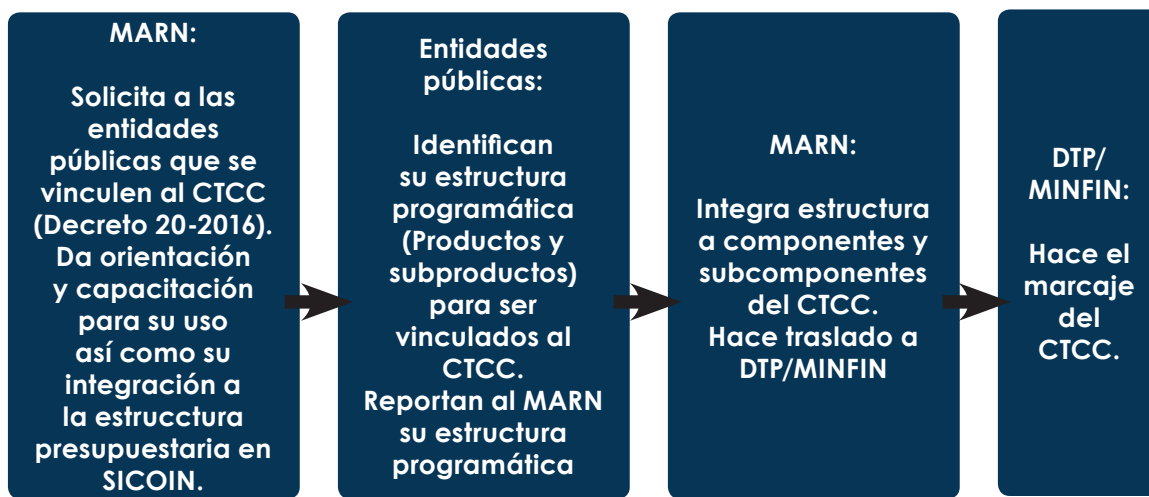 MARN:
Solicita a las
entidades
públicas que se
vinculen al CTCC
(Decreto 20-2016).
Da orientación
y capacitación
para su uso
así como su
integración a
la estrucctura
presupuestaria en
SICOIN.
Entidades
públicas:
Identifican
su estructura
programática
(Productos y
subproductos)
para ser
vinculados al
CTCC.
Reportan al MARN
su estructura
programática
MARN:
Integra estructura
a componentes y
subcomponentes
del CTCC.
Hace traslado a
DTP/MINFIN
DTP/
MINFIN:
Hace el
marcaje
del
CTCC.